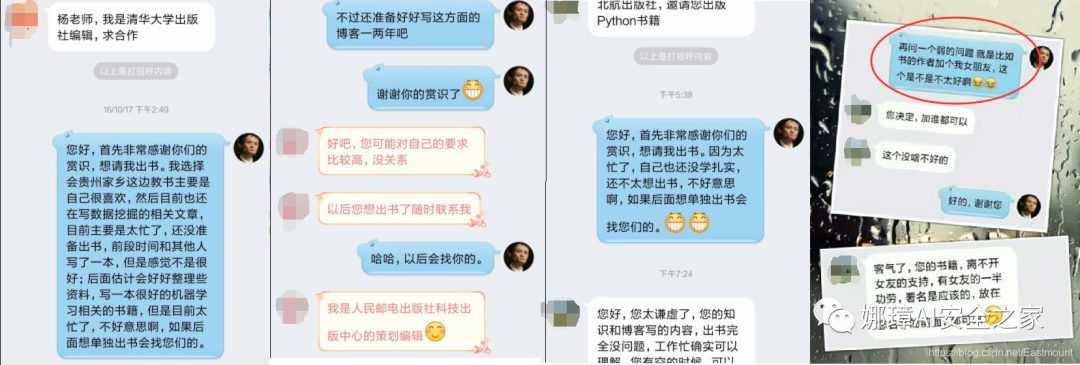 杨老师，我是清华大学出版
社编辑，求合作
以上是打招呼内容
16/10/17 下午2:49
您好，首先非常感谢你们的
赏识，想请我出书。我选择
会贵州家乡这边教书主要是
自己很喜欢，然后目前也还
在写数据挖掘的相关文章，
目前主要是太忙了，还没准
备出书，前段时间和其他人
写了一本，但是感觉不是很
好；后面估计会好好整理些
资料，写一本很好的机器学
习相关的书籍，但是目前太
忙了，不好意思啊，如果后
面想单独出书会找你们的。
不过还准备好好写这方面的
博客一两年吧
谢谢你的赏识了
好吧，您可能对自己的要求
比较高，没关系
以后您想出书了随时联系我
哈哈，以后会找你的。
我是人民邮电出版社科技出
版中心的策划编辑
北航出版社，邀请您出版
Python书籍
以上是打招呼内容
下午5:38
您好，首先非常感谢你们的
赏识，想请我出书。因为太
忙了，自己也还没学扎实，
还不太想出书，不好意思
啊，如果后面想单独出书会
找您们的。
下午7:24
您好，您太谦虚了，您的知
识和博客写的内容，出书完
全没问题，工作忙确实可以
理解，您有空的时候，可以
再问一个弱的问题 就是比如
书的作者加个我女朋友，这
个是不是不太好啊
您决定，加谁都可以
这个没啥不好的
好的，谢谢您
客气了，您的书籍，离不开
女友的支持，有女友的一半
功劳，署名是应该的，放在
娜璋AI安全之家
https://blog.csdn.net/Eastmount